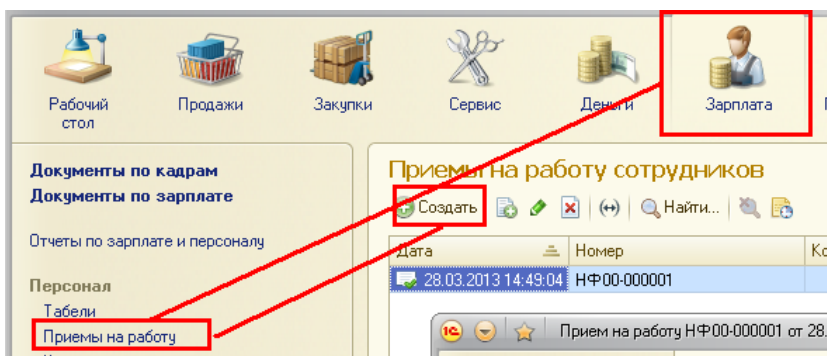 Рабочий стол
Продажи
Закупки
Сервис
Деньги
Зарплата
Документы по кадрам
Документы по зарплате
Отчеты по зарплате и персоналу
Персонал
Табели
Приемы на работу
Приемы на работу сотрудников
Создать
Найти...
Дата
Номер
28.03.2013 14:49:04 НФ00-000001
Прием на работу НФ00-000001 от 28.